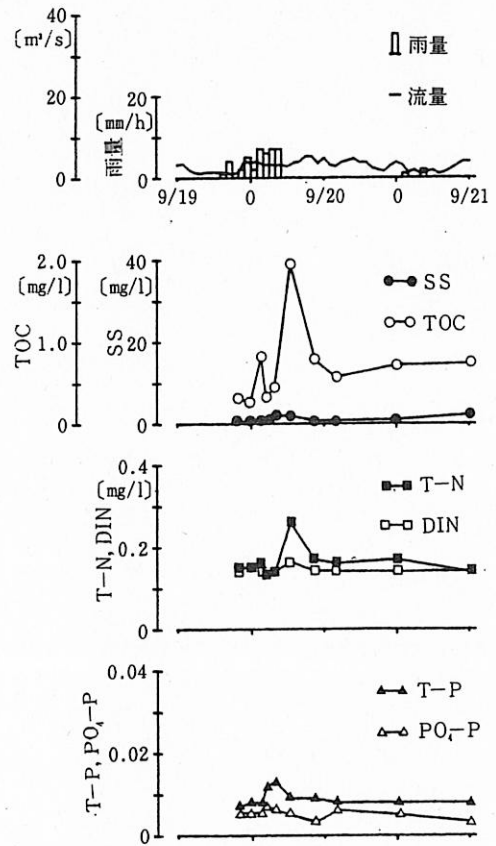 40
〔m³/s〕
雨量
流量
20
〔mm/h〕
雨量
0
0
9/19
0
9/20
0
9/21
2.0
〔mg/l〕
TOC
1.0
0
40
〔mg/l〕
SS
20
0
SS
TOC
0.4
〔mg/l〕
T-N, DIN
0.2
0
T-N
DIN
0.04
T-P, PO₄-P
0.02
0
T-P
PO₄-P